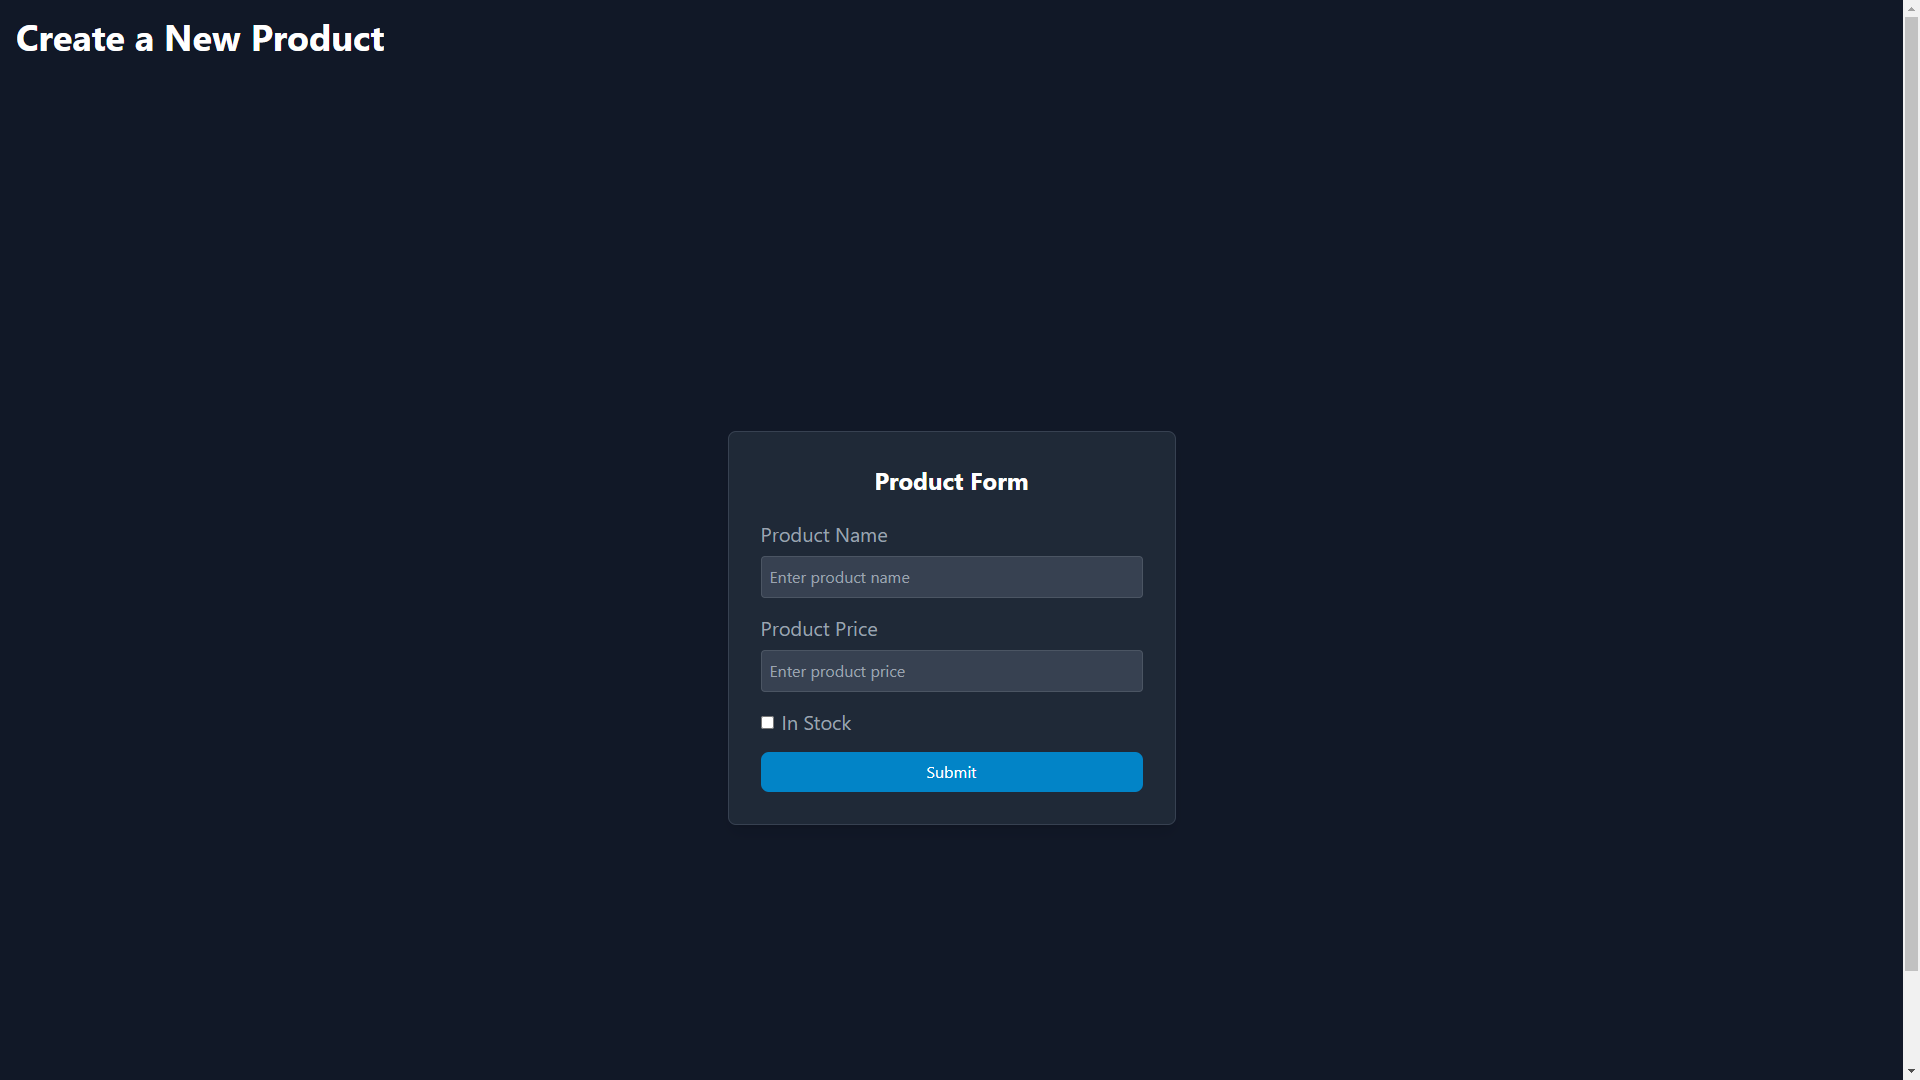 Create a New Product
Product Form
Product Name
Enter product name
Product Price
Enter product price
In Stock
Submit